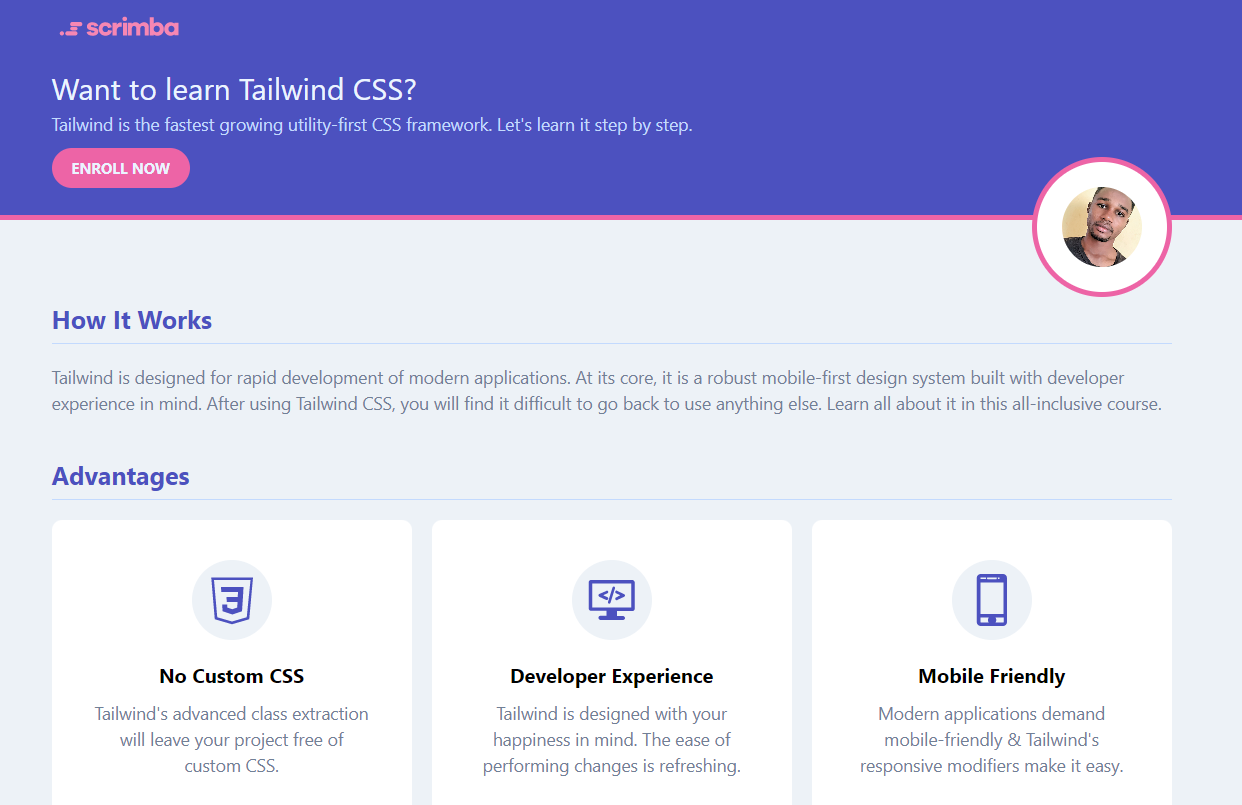 scrimba
Want to learn Tailwind CSS?
Tailwind is the fastest growing utility-first CSS framework. Let's learn it step by step.
ENROLL NOW
How It Works
Tailwind is designed for rapid development of modern applications. At its core, it is a robust mobile-first design system built with developer
experience in mind. After using Tailwind CSS, you will find it difficult to go back to use anything else. Learn all about it in this all-inclusive course.
Advantages
3
No Custom CSS
Tailwind's advanced class extraction
will leave your project free of
custom CSS.
</>
Developer Experience
Tailwind is designed with your
happiness in mind. The ease of
performing changes is refreshing.
Mobile Friendly
Modern applications demand
mobile-friendly & Tailwind's
responsive modifiers make it easy.